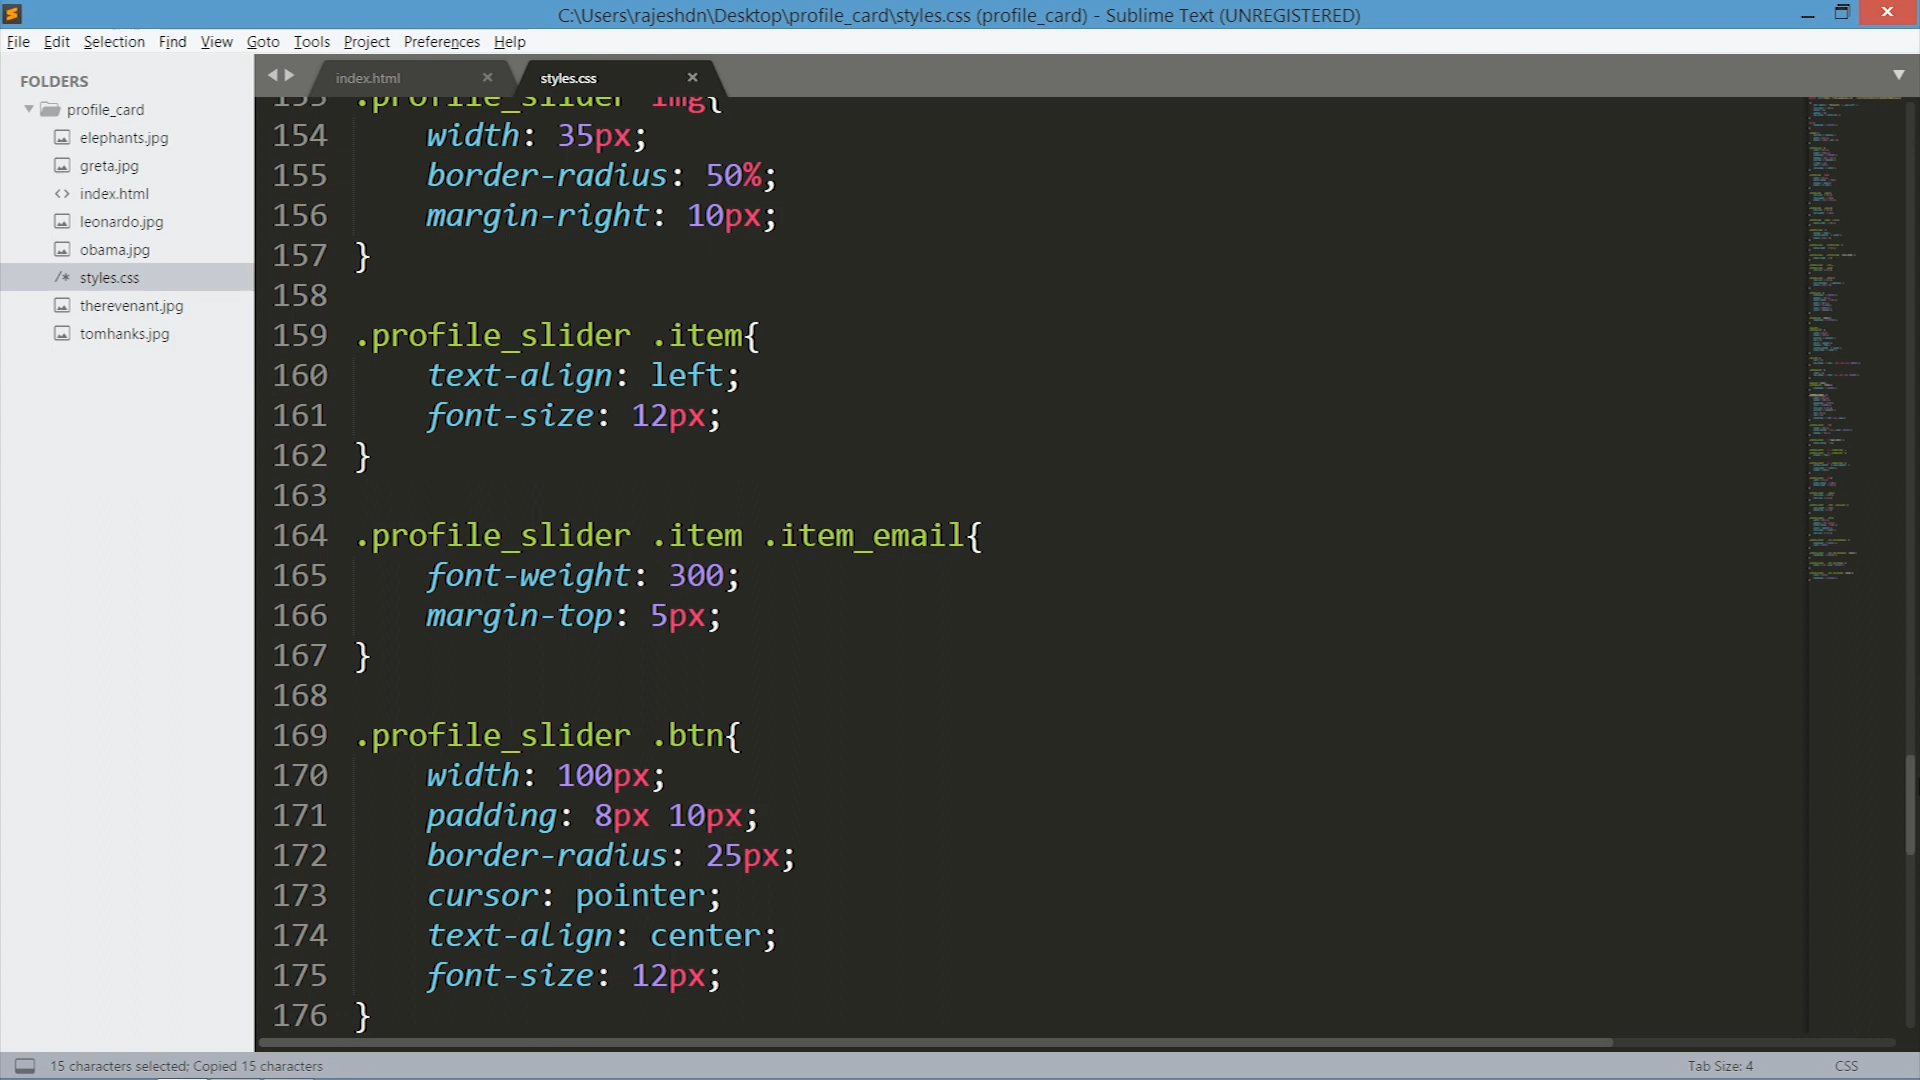 C:\Users\rajeshdn\Desktop\profile_card\styles.css (profile_card) - Sublime Text (UNREGISTERED)
File Edit Selection Find View Goto Tools Project Preferences Help
FOLDERS
profile_card
elephants.jpg
greta.jpg
<> index.html
leonardo.jpg
obama.jpg
/* styles.css
therevenant.jpg
tomhanks.jpg
index.html
styles.css
153 .profile_slider img{
154 width: 35px;
155 border-radius: 50%;
156 margin-right: 10px;
157 }
158
159 .profile_slider .item{
160 text-align: left;
161 font-size: 12px;
162 }
163
164 .profile_slider .item .item_email{
165 font-weight: 300;
166 margin-top: 5px;
167 }
168
169 .profile_slider .btn{
170 width: 100px;
171 padding: 8px 10px;
172 border-radius: 25px;
173 cursor: pointer;
174 text-align: center;
175 font-size: 12px;
176 }
15 characters selected; Copied 15 characters
Tab Size: 4
CSS